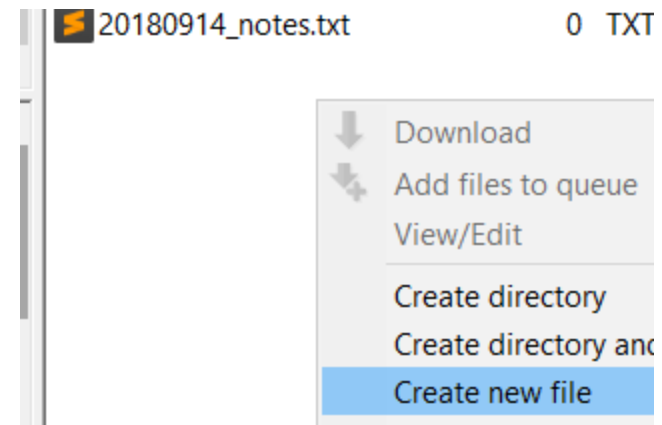 20180914_notes.txt 0 TXT
Download
Add files to queue
View/Edit
Create directory
Create directory and
Create new file